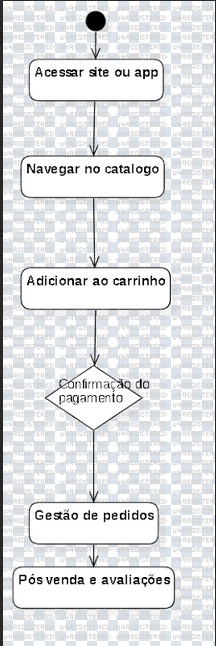 Acessar site ou app
Navegar no catalogo
Adicionar ao carrinho
Confirmação do
pagamento
Gestão de pedidos
Pós venda e avaliações
UNREGISTERED